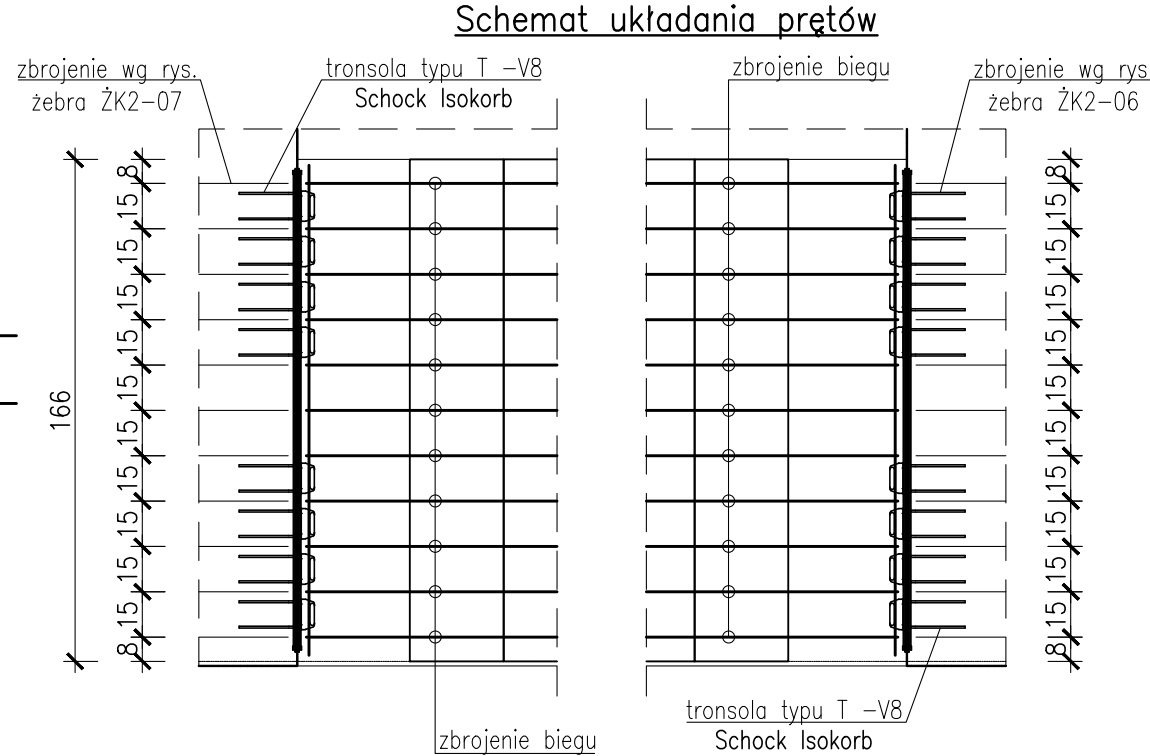 Schemat układania prętów
zbrojenie wg rys.
żebra ŻK2-07
tronsola typu T -V8
Schock Isokorb
zbrojenie biegu
zbrojenie wg rys
żebra ŻK2-06
166
8
15
15
15
15
15
15
15
15
15
15
8
8
15
15
15
15
15
15
15
15
15
15
8
zbrojenie biegu
tronsola typu T -V8
Schock Isokorb